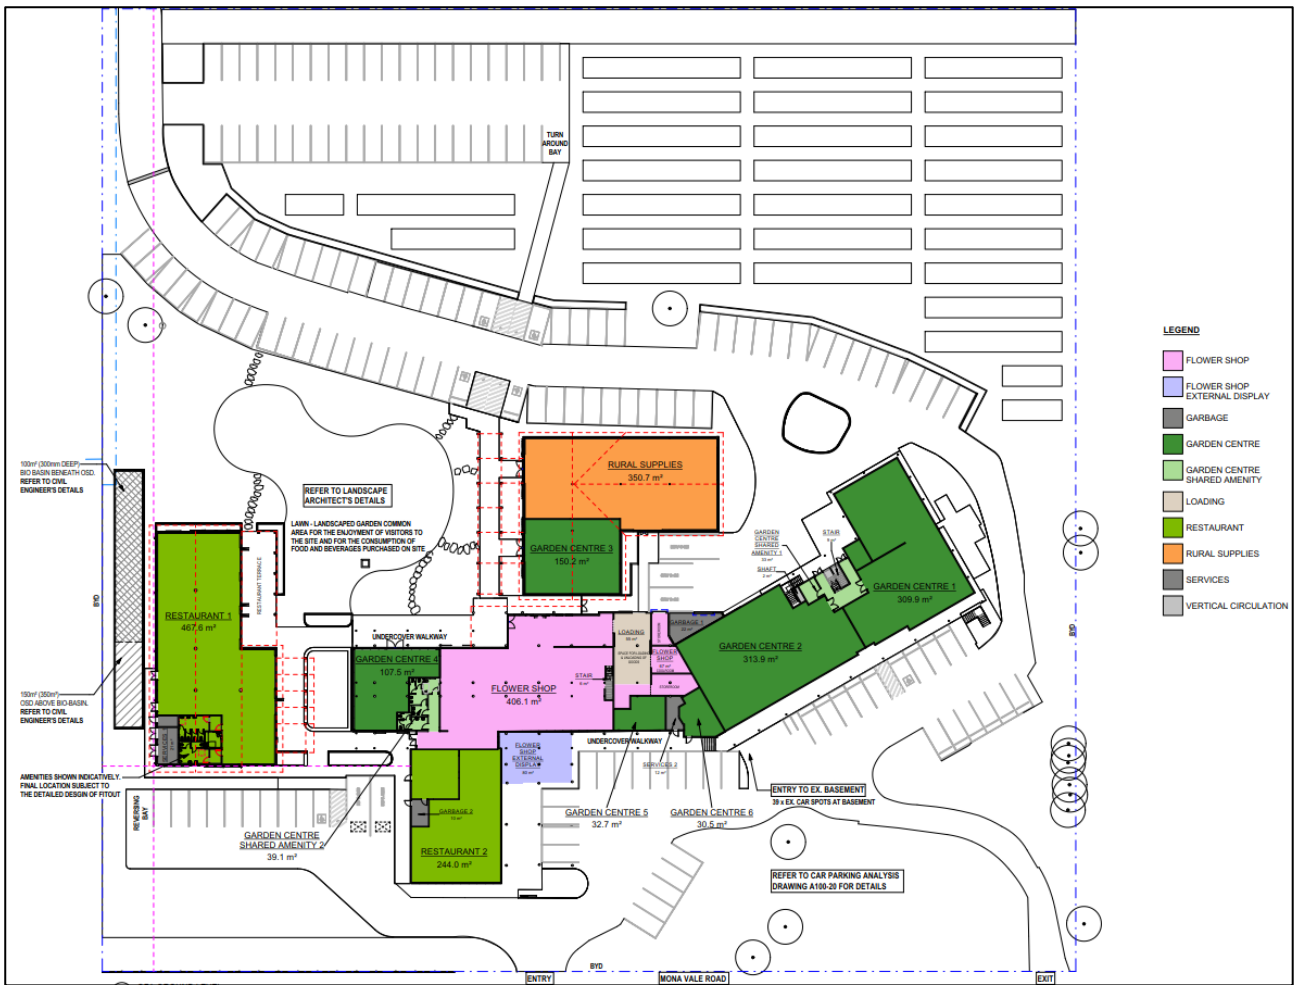 TURN
AROUND
BAY
LEGEND
FLOWER SHOP
FLOWER SHOP
EXTERNAL DISPLAY
GARBAGE
GARDEN CENTRE
GARDEN CENTRE
SHARED AMENITY
LOADING
RESTAURANT
RURAL SUPPLIES
SERVICES
VERTICAL CIRCULATION
100m² (300mm DEEP)
BIO BASIN BENEATH OSD.
REFER TO CIVIL
ENGINEER'S DETAILS
REFER TO LANDSCAPE
ARCHITECT'S DETAILS
LAWN - LANDSCAPED GARDEN COMMON
AREA FOR THE ENJOYMENT OF VISITORS TO
THE SITE AND FOR THE CONSUMPTION OF
FOOD AND BEVERAGES PURCHASED ON SITE
RURAL SUPPLIES
350.7 m²
GARDEN CENTRE 3
150.2 m²
GARDEN
CENTRE
SHARED
AMENITY 1
STAIR
SHAFT
GARDEN CENTRE 1
309.9 m²
BYD
RESTAURANT TERRACE
RESTAURANT 1
467.6 m²
UNDERCOVER WALKWAY
GARDEN CENTRE 4
107.5 m²
LOADING
GARBAGE 1
FLOWER
SHOP
GARDEN CENTRE 2
313.9 m²
BYD
STAIR
FLOWER SHOP
406.1 m²
150m² (350m³)
OSD ABOVE BIO-BASIN.
REFER TO CIVIL
ENGINEER'S DETAILS
SERVICES 1
UNDERCOVER WALKWAY
FLOWER
SHOP
EXTERNAL
DISPLAY
SERVICES 2
AMENITIES SHOWN INDICATIVELY.
FINAL LOCATION SUBJECT TO
THE DETAILED DESGIN OF FITOUT
REVERSING
BAY
ENTRY TO EX. BASEMENT
39 x EX. CAR SPOTS AT BASEMENT
GARBAGE 2
GARDEN CENTRE 5
32.7 m²
GARDEN CENTRE 6
30.5 m²
GARDEN CENTRE
SHARED AMENITY 2
39.1 m²
RESTAURANT 2
244.0 m²
REFER TO CAR PARKING ANALYSIS
DRAWING A100-20 FOR DETAILS
BYD
ENTRY
MONA VALE ROAD
EXIT